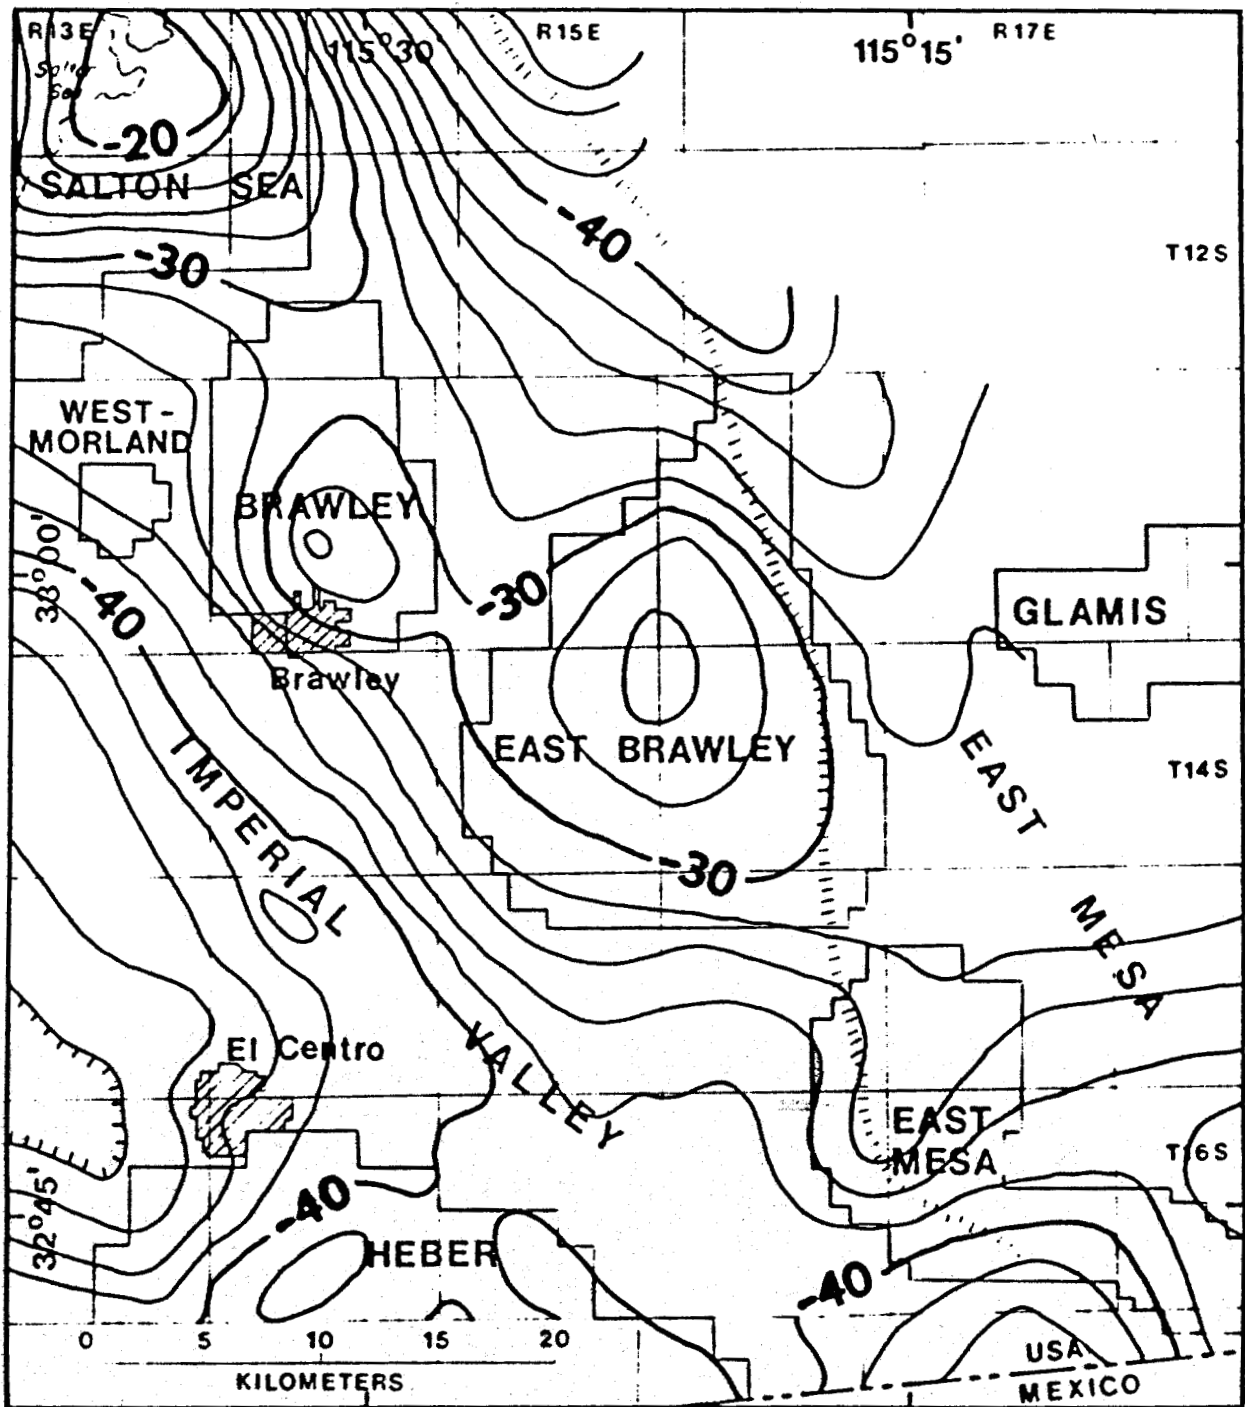 R13E
R15E
R17E
115°30'
115°15'
Salton
Sea
-20
SALTON SEA
-40
T12S
-30
WEST-
MORLAND
BRAWLEY
33°00'
-40
-30
GLAMIS
Brawley
EAST BRAWLEY
IMPERIAL
EAST
T14S
-30
MESA
El Centro
VALLEY
EAST
MESA
T16S
32°45'
-40
HEBER
-40
0 5 10 15 20
KILOMETERS
USA
MEXICO